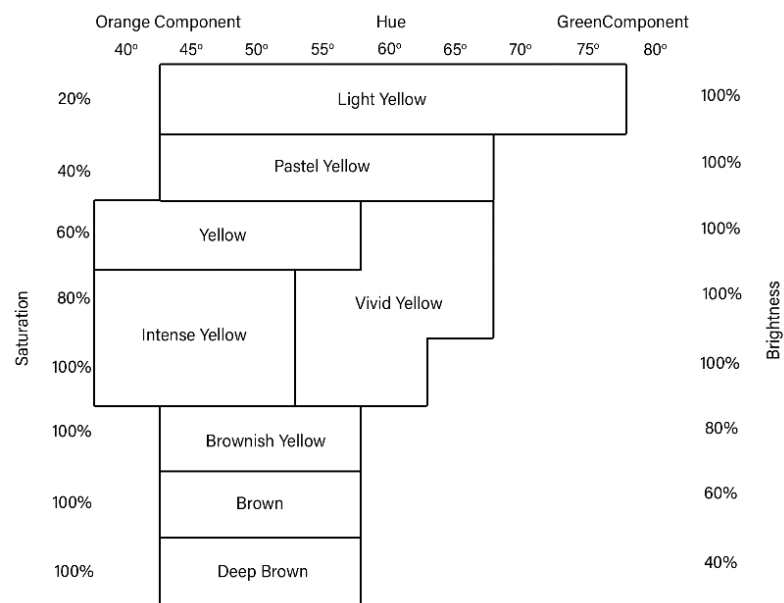 Orange Component Hue GreenComponent
40° 45° 50° 55° 60° 65° 70° 75° 80°
20% Light Yellow 100%
40% Pastel Yellow 100%
60% Yellow 100%
80% Vivid Yellow 100%
Intense Yellow
100% 100%
100% Brownish Yellow 80%
100% Brown 60%
100% Deep Brown 40%
Saturation
Brightness